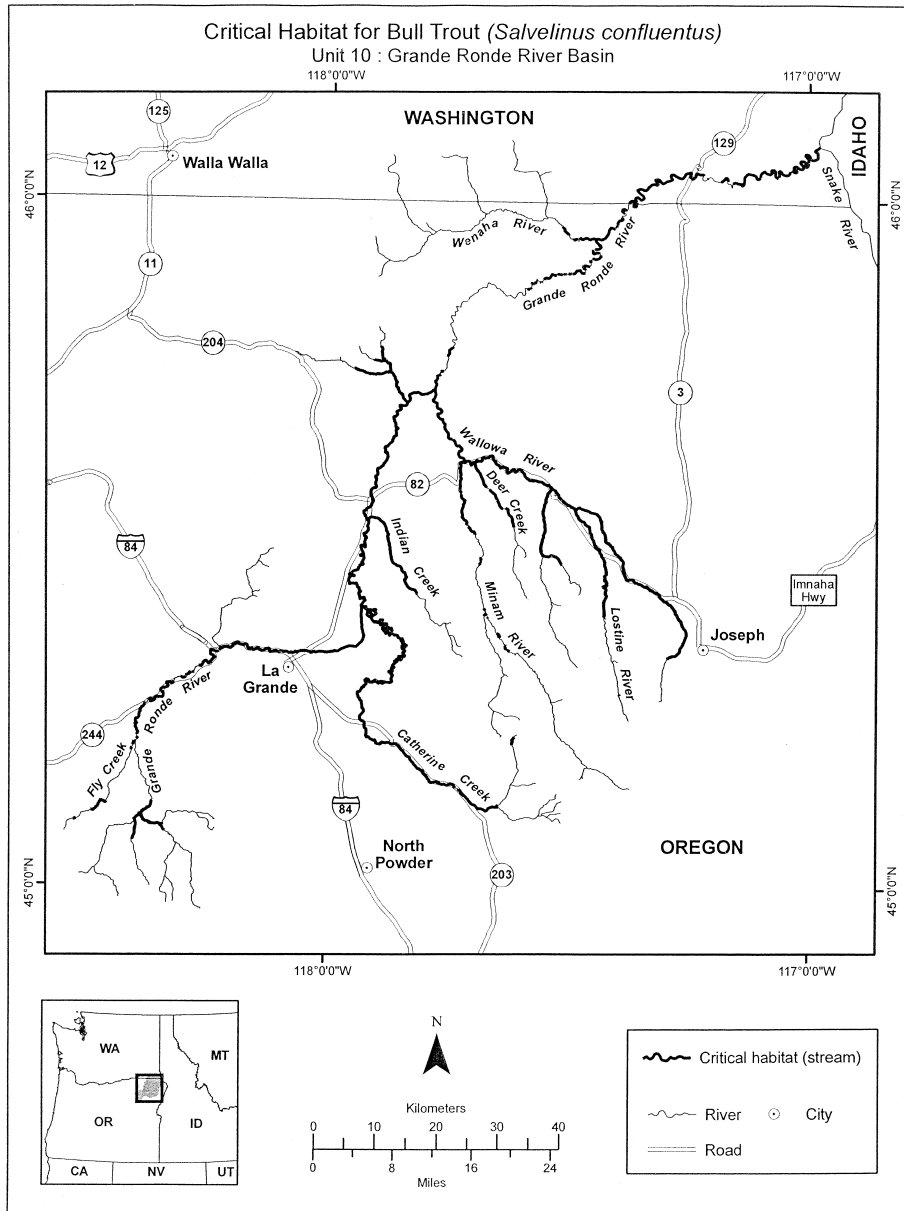 Critical Habitat for Bull Trout (Salvelinus confluentus)
Unit 10 : Grande Ronde River Basin
118°0'0"W
117°0'0"W
WASHINGTON
IDAHO
125
12
Walla Walla
129
46°0'0"N
46°0'0"N
Snake River
Wenaha River
11
Grande Ronde River
204
3
Wallowa River
82
Deer Creek
Indian Creek
84
Minam River
Imnaha
Hwy
Lostine River
Joseph
La
Grande
Grande Ronde River
244
Fly Creek
Catherine Creek
84
North
Powder
OREGON
203
45°0'0"N
45°0'0"N
118°0'0"W
117°0'0"W
WA
MT
OR
ID
CA
NV
UT
N
Kilometers
0 10 20 30 40
0 8 16 24
Miles
Critical habitat (stream)
River
City
Road